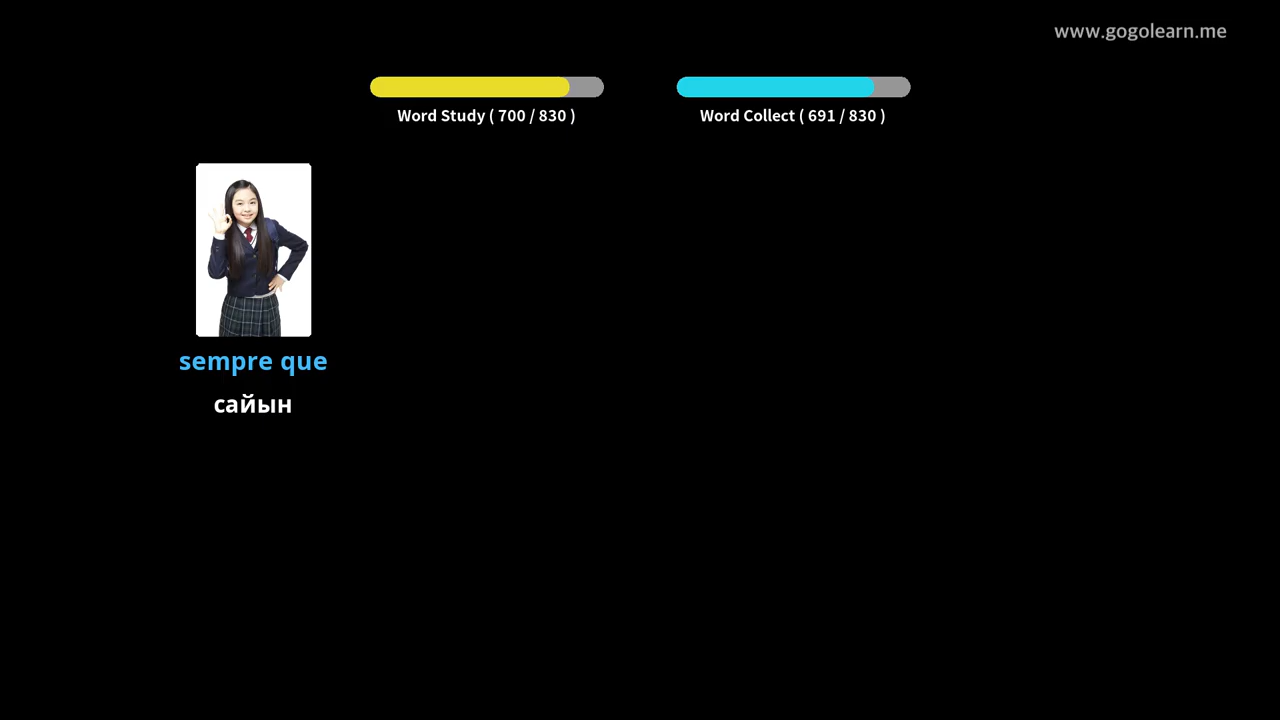 www.gogolearn.me
Word Study ( 700 / 830 )
Word Collect ( 691 / 830 )
sempre que
сайын